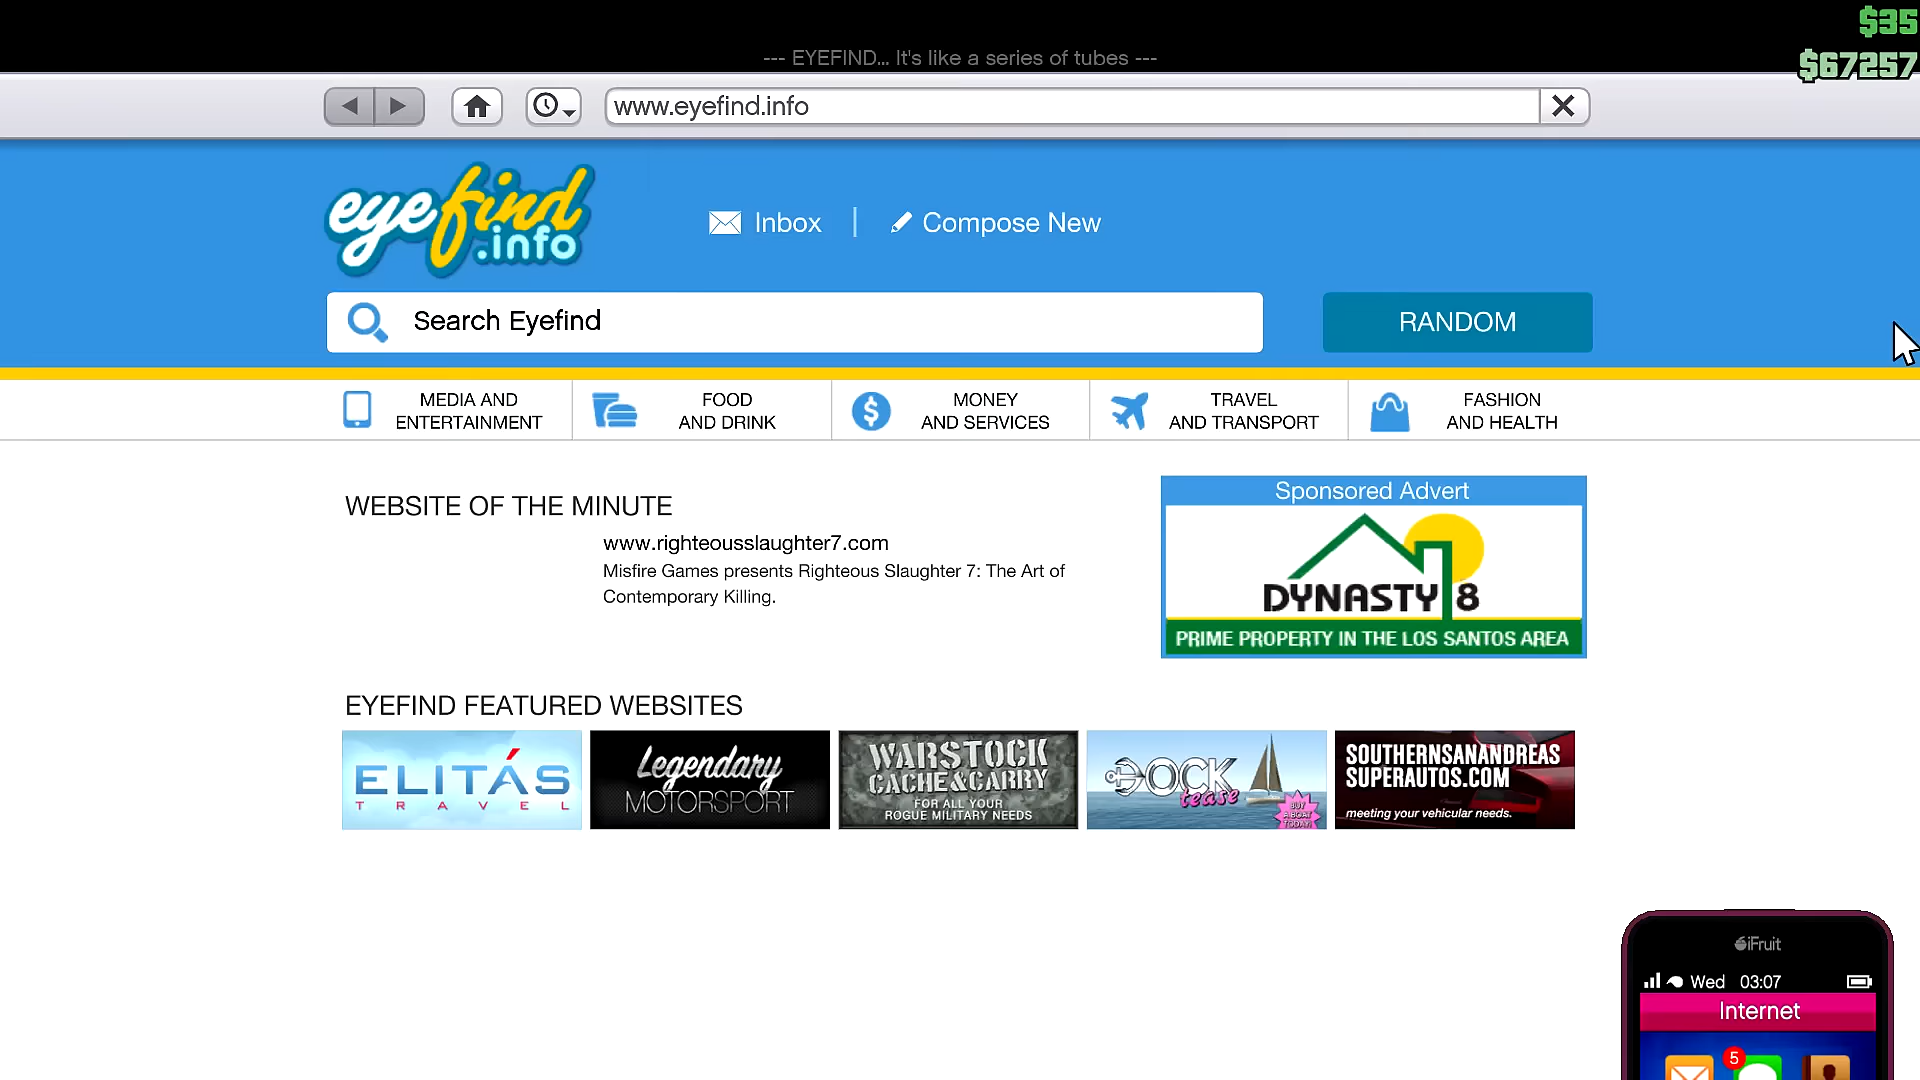 $35
--- EYEFIND... It's like a series of tubes ---
$67257
www.eyefind.info
eyefind
.info
Inbox
Compose New
Search Eyefind
RANDOM
MEDIA AND
ENTERTAINMENT
FOOD
AND DRINK
MONEY
AND SERVICES
TRAVEL
AND TRANSPORT
FASHION
AND HEALTH
WEBSITE OF THE MINUTE
www.righteousslaughter7.com
Misfire Games presents Righteous Slaughter 7: The Art of
Contemporary Killing.
Sponsored Advert
DYNASTY 8
PRIME PROPERTY IN THE LOS SANTOS AREA
EYEFIND FEATURED WEBSITES
ELITÁS
TRAVEL
Legendary
MOTORSPORT
WARSTOCK
CACHE&CARRY
FOR ALL YOUR
ROGUE MILITARY NEEDS
DOCK
tease
BUY
A BOAT
TODAY!
SOUTHERNSANANDREAS
SUPERAUTOS.COM
meeting your vehicular needs.
iFruit
Wed 03:07
Internet
5